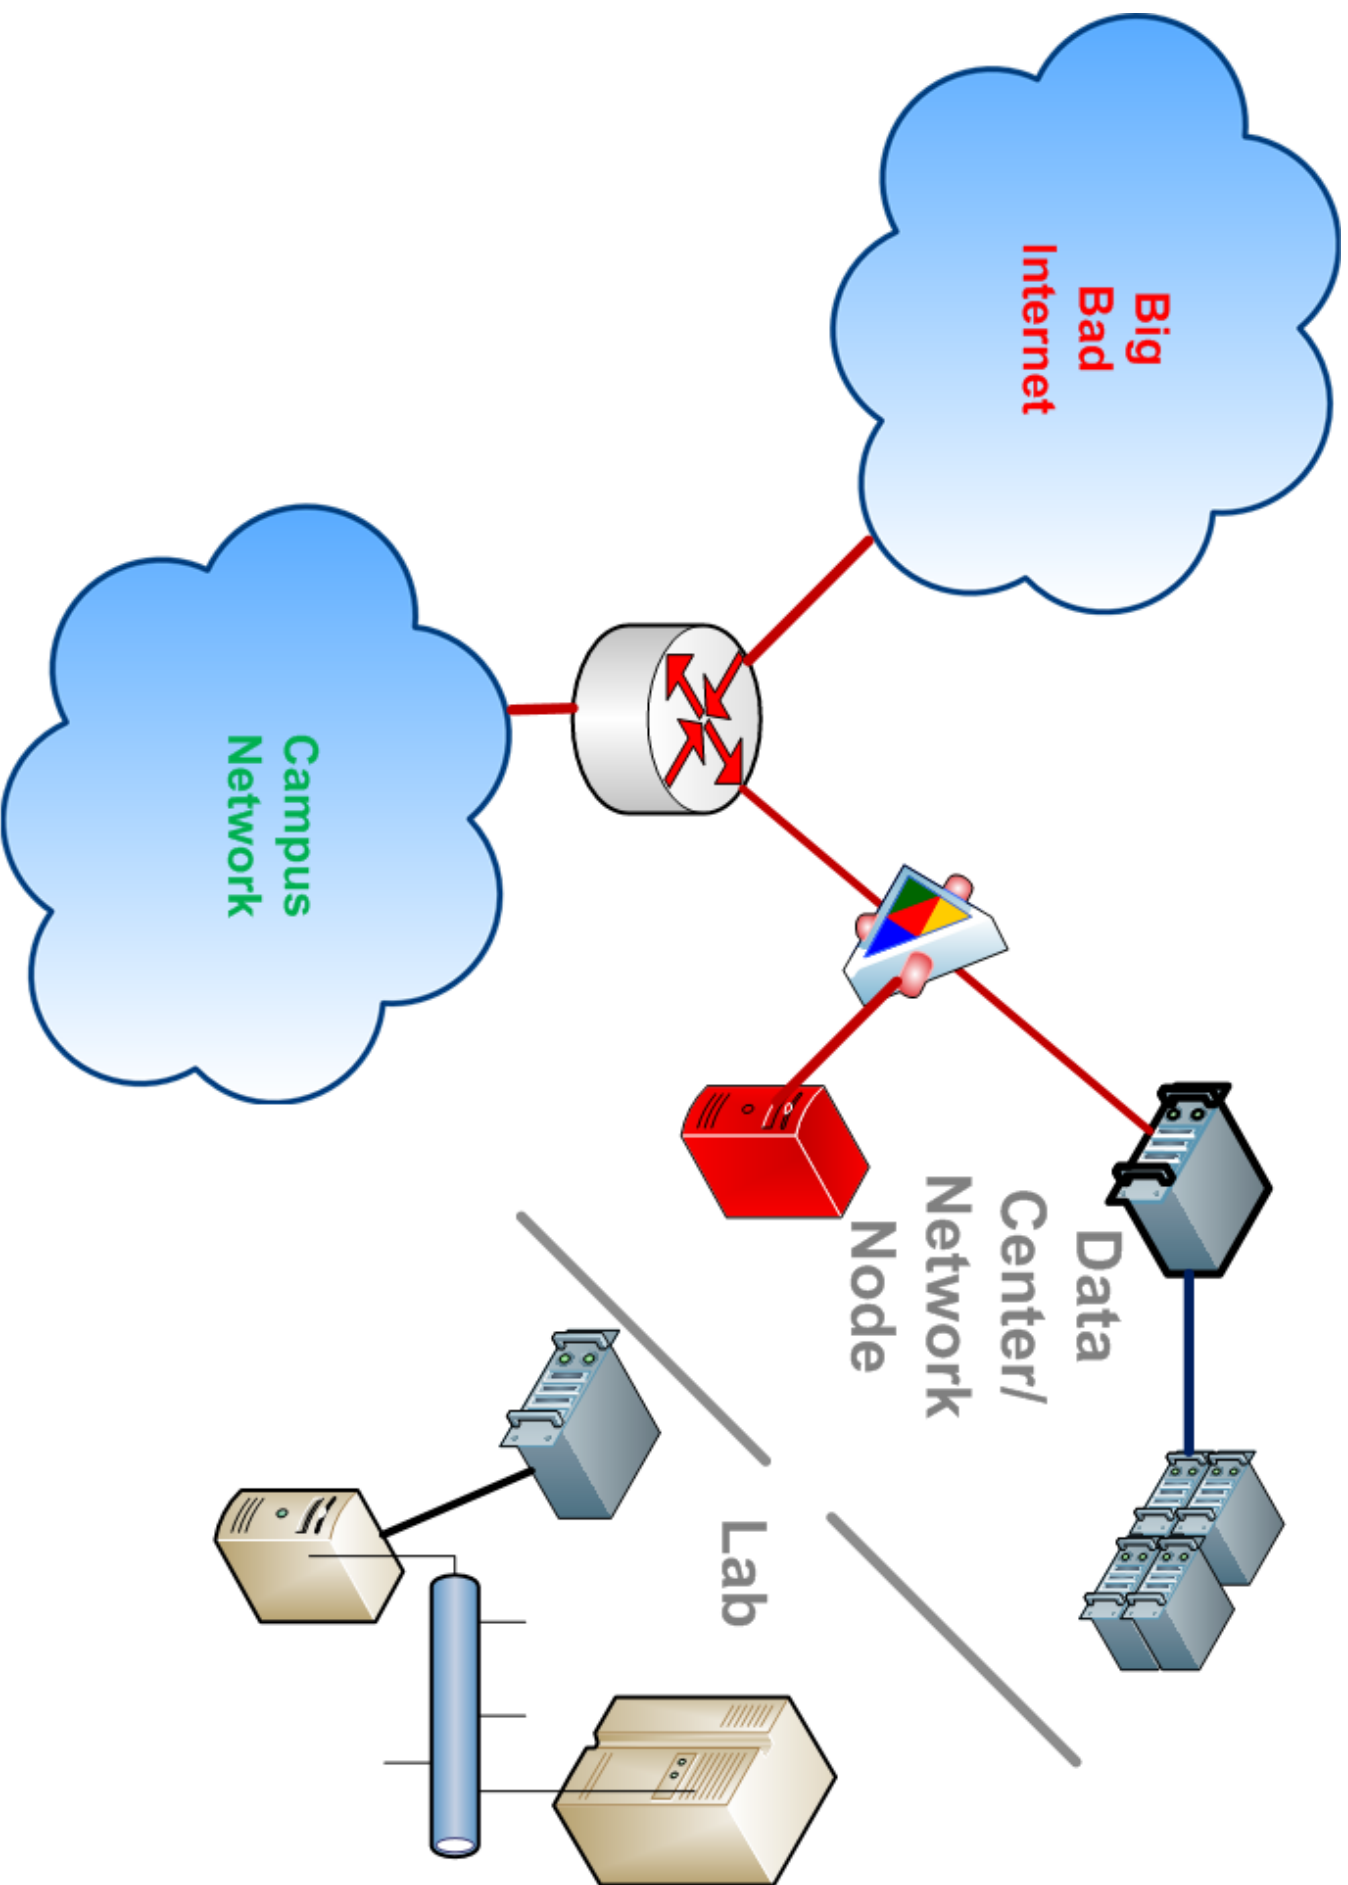 Big
Bad
Internet
Campus
Network
Data
Center/
Network
Node
Lab